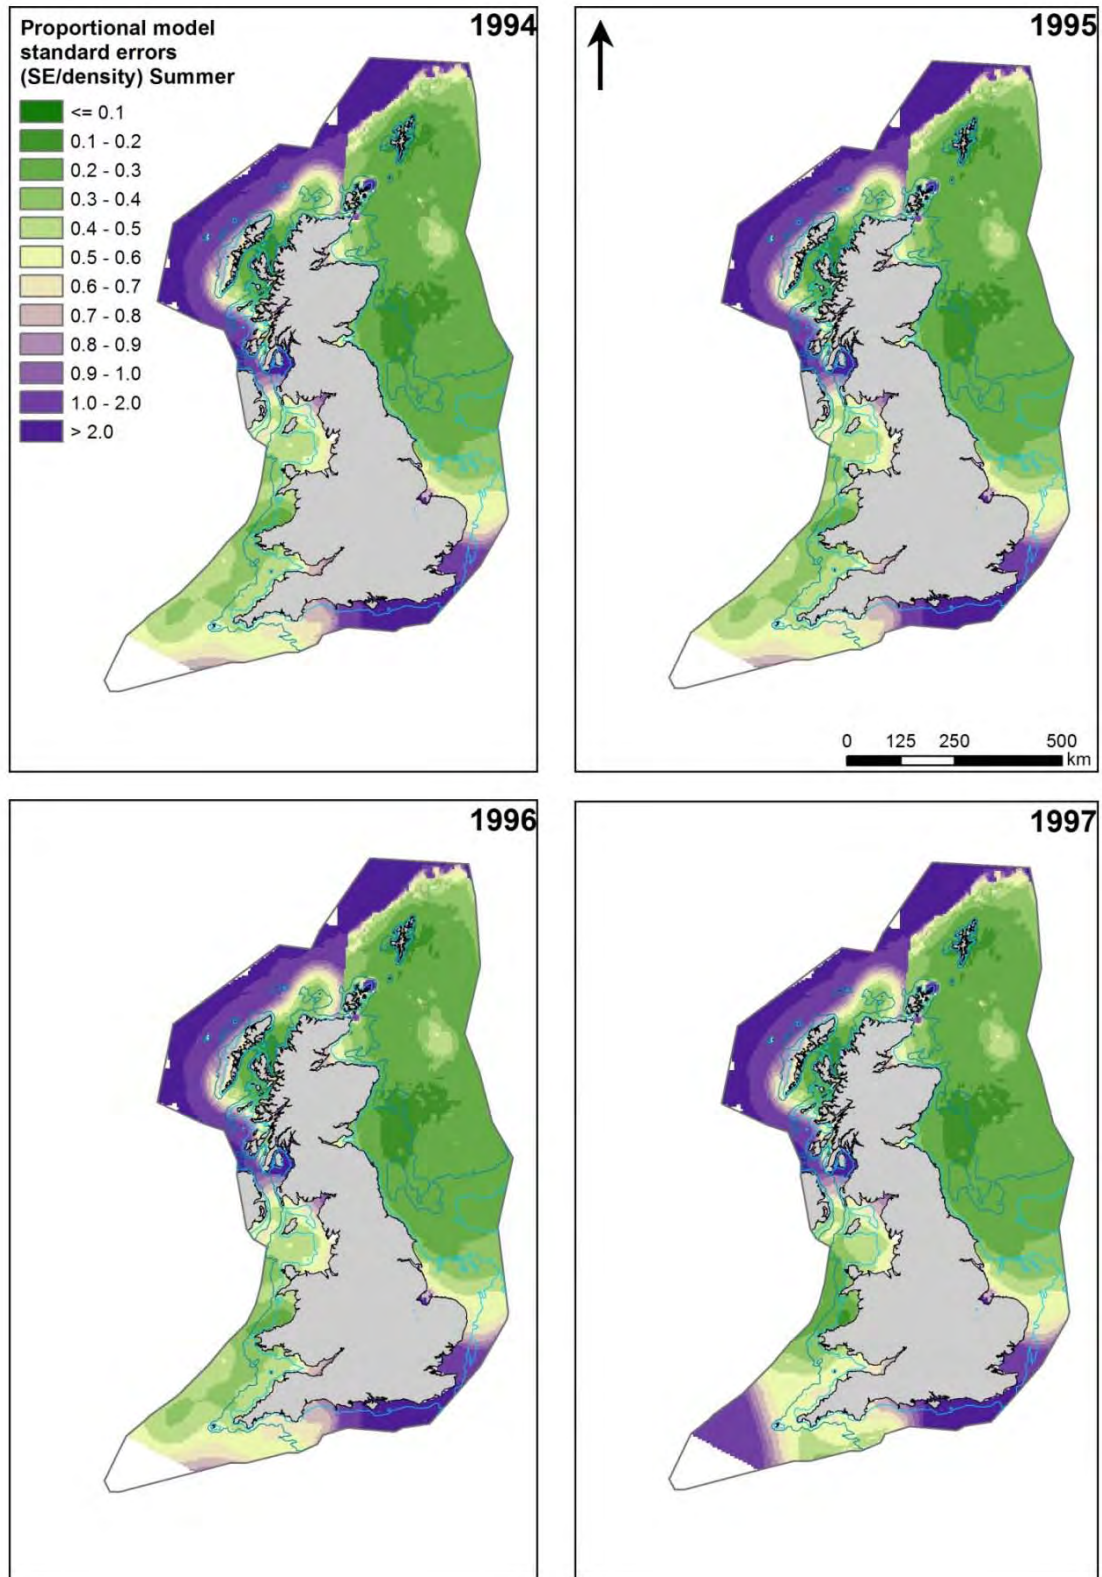 Proportional model
standard errors
(SE/density) Summer
<= 0.1
0.1 - 0.2
0.2 - 0.3
0.3 - 0.4
0.4 - 0.5
0.5 - 0.6
0.6 - 0.7
0.7 - 0.8
0.8 - 0.9
0.9 - 1.0
1.0 - 2.0
> 2.0
1994
1995
0 125 250 500
km
1996
1997